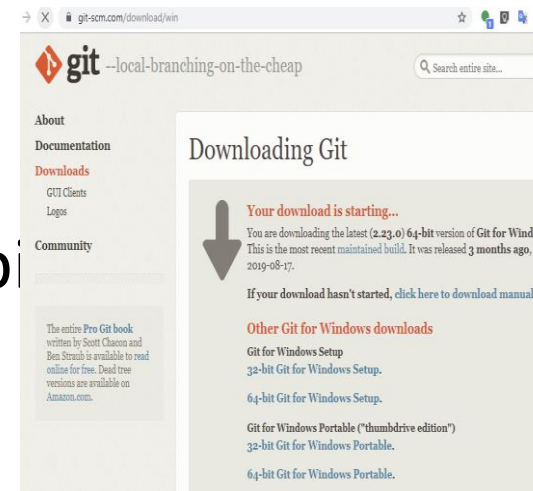 git-scm.com/download/win
git --local-branching-on-the-cheap
Search entire site...
About
Documentation
Downloads
GUI Clients
Logos
Community
The entire Pro Git book
written by Scott Chacon and
Ben Straub is available to read
online for free. Dead tree
versions are available on
Amazon.com.
Downloading Git
Your download is starting...
You are downloading the latest (2.23.0) 64-bit version of Git for Wind
This is the most recent maintained build. It was released 3 months ago,
2019-08-17.
If your download hasn't started, click here to download manual
Other Git for Windows downloads
Git for Windows Setup
32-bit Git for Windows Setup.
64-bit Git for Windows Setup.
Git for Windows Portable ("thumbdrive edition")
32-bit Git for Windows Portable.
64-bit Git for Windows Portable.